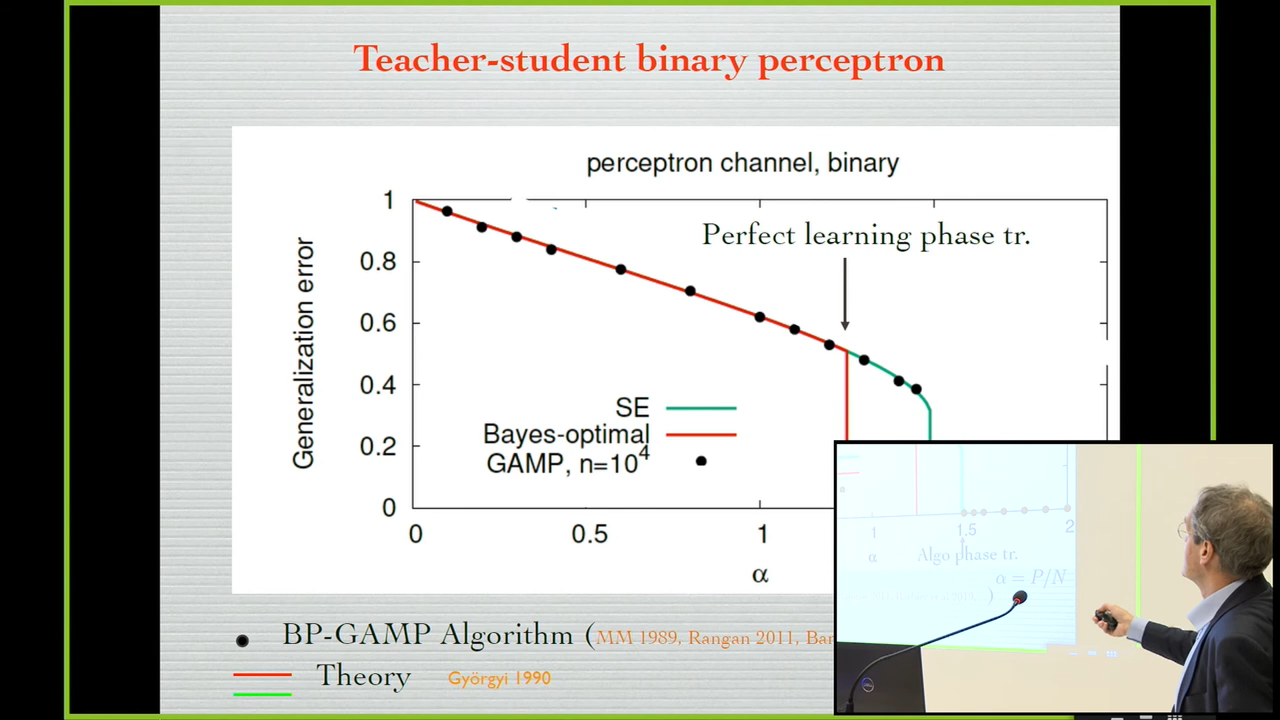 Teacher-student binary perceptron
perceptron channel, binary
Perfect learning phase tr.
Generalization error
1
0.8
0.6
0.4
0.2
0
SE
Bayes-optimal
GAMP, n=10⁴
0
0.5
1
α
BP-GAMP Algorithm (MM 1989, Rangan 2011, Bar
Theory
Györgyi 1990
1
1.5
2
α
Algo phase tr.
α = P/N
)